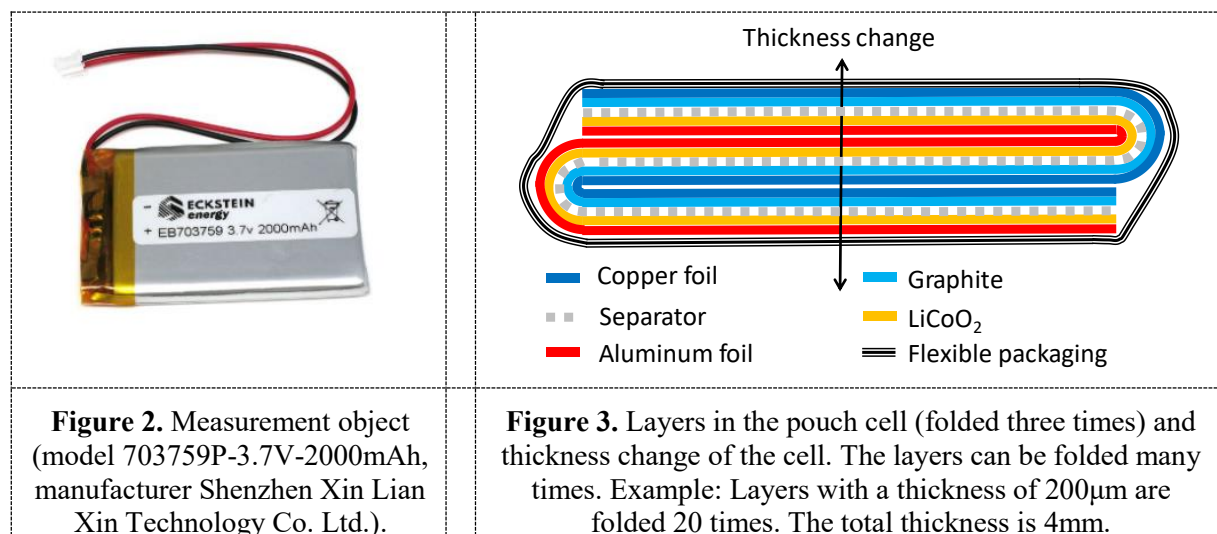 - ECKSTEIN
energy
+ EB703759 3.7v 2000mAh
Thickness change
Copper foil
Graphite
Separator
LiCoO₂
Aluminum foil
Flexible packaging
Figure 2. Measurement object
(model 703759P-3.7V-2000mAh,
manufacturer Shenzhen Xin Lian
Xin Technology Co. Ltd.).
Figure 3. Layers in the pouch cell (folded three times) and
thickness change of the cell. The layers can be folded many
times. Example: Layers with a thickness of 200μm are
folded 20 times. The total thickness is 4mm.